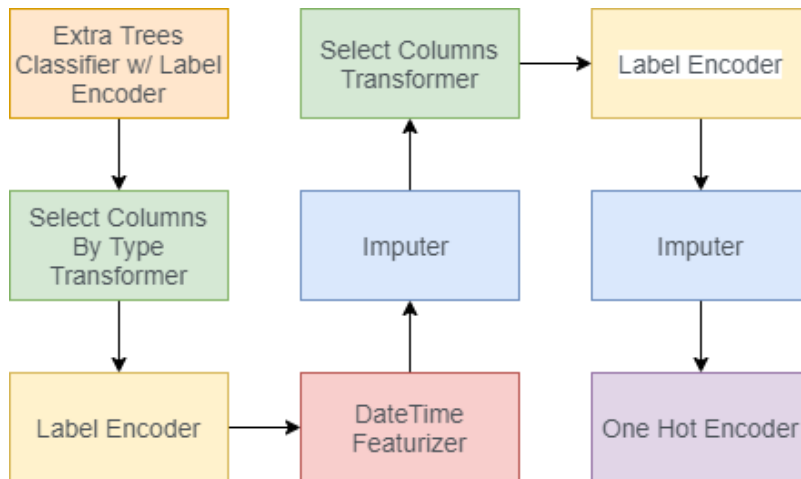 Extra Trees
Classifier w/ Label
Encoder
Select Columns
By Type
Transformer
Label Encoder
DateTime
Featurizer
Imputer
Select Columns
Transformer
Label Encoder
Imputer
One Hot Encoder